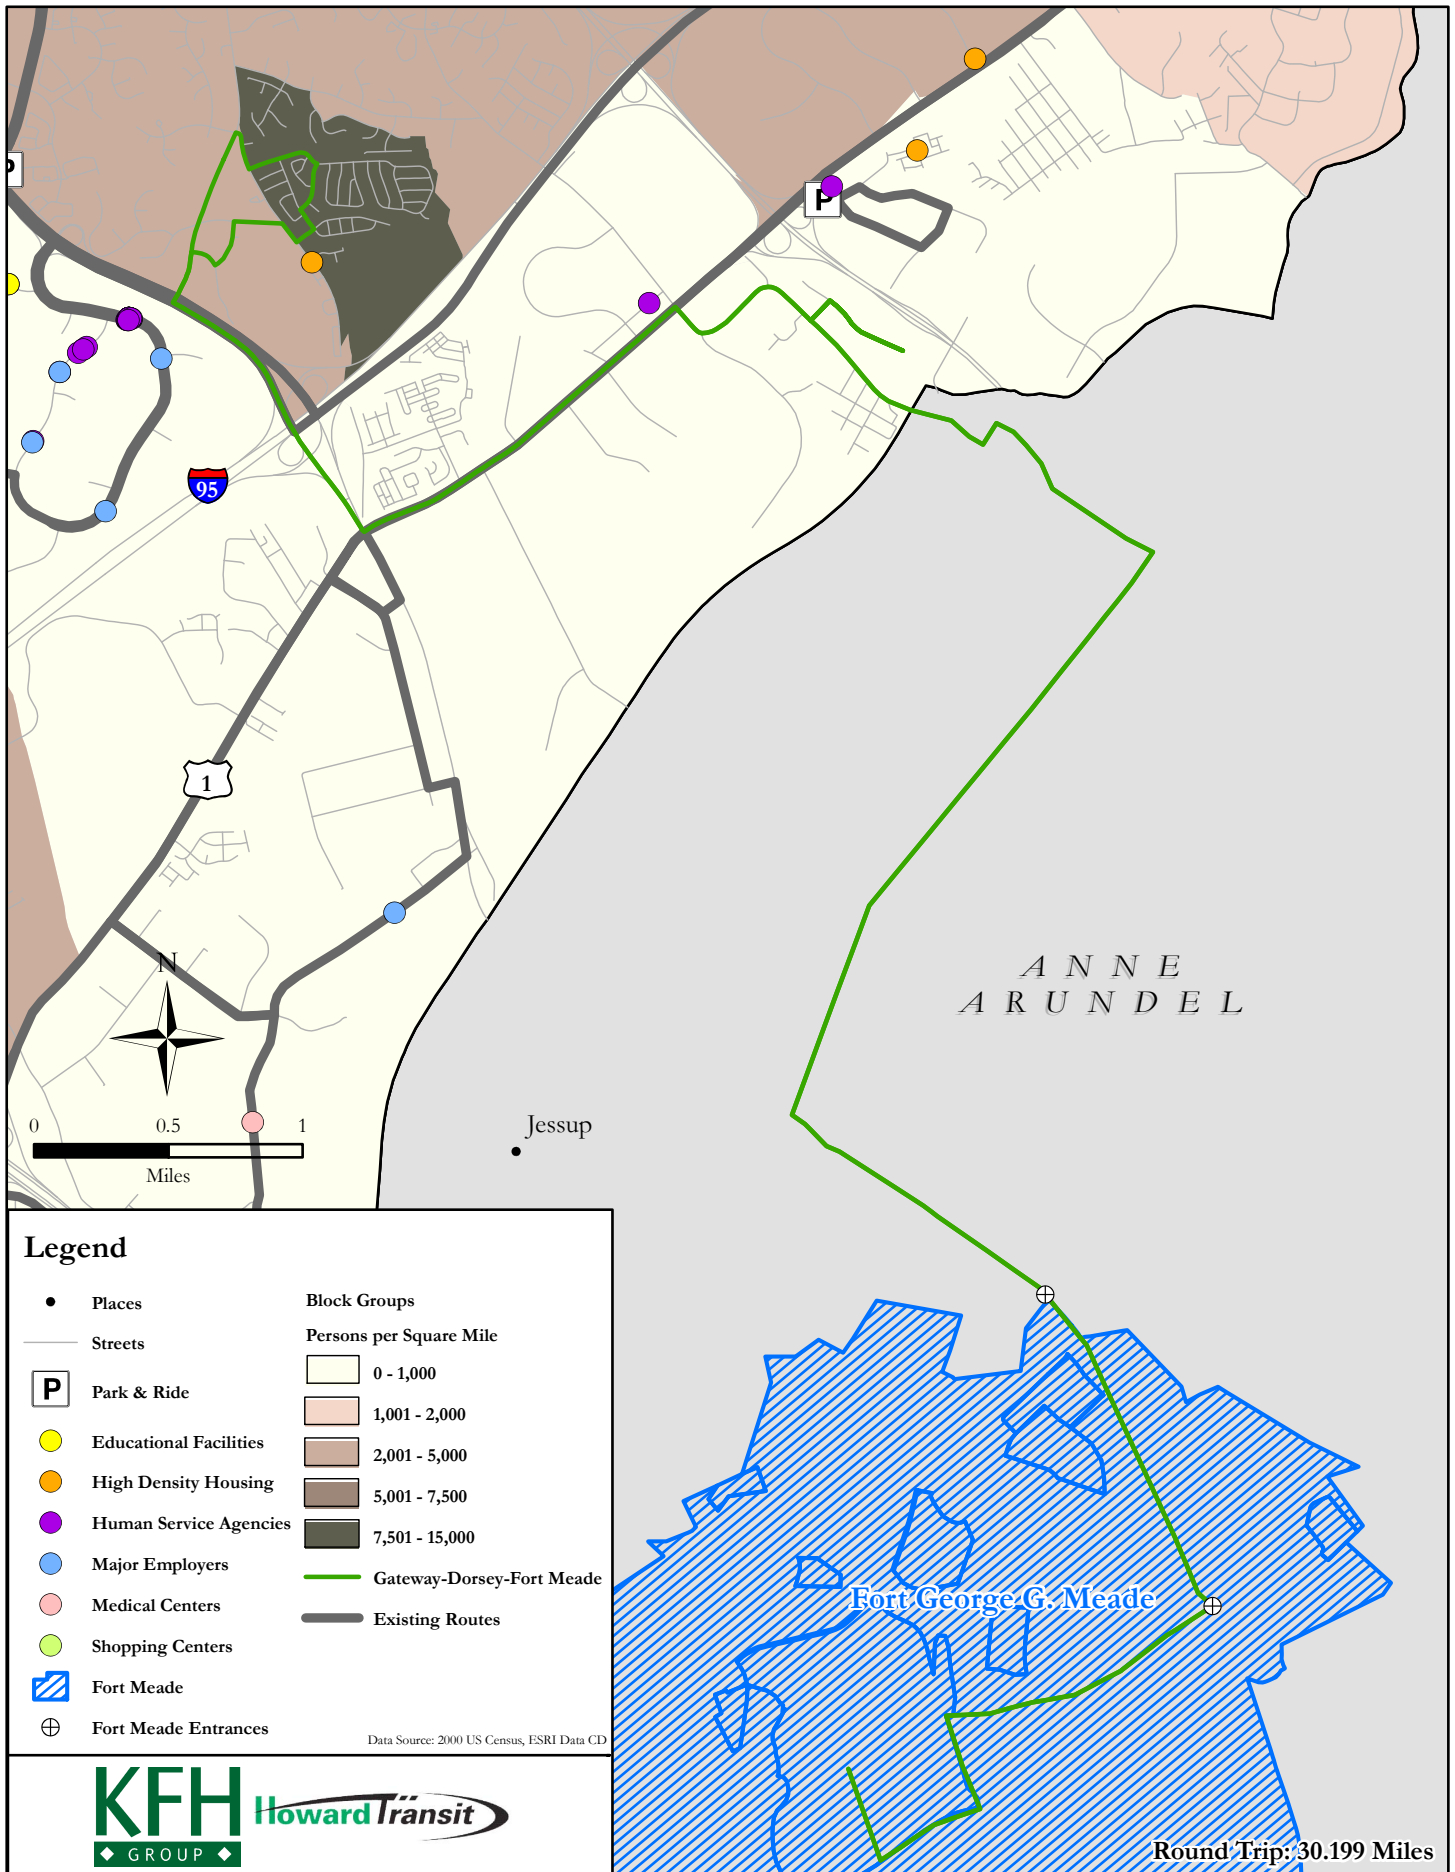 P
P
95
1
N
0 0.5 1
Miles
Jessup
ANNE
ARUNDEL
Fort George G. Meade
Legend
Places
Streets
P Park & Ride
Educational Facilities
High Density Housing
Human Service Agencies
Major Employers
Medical Centers
Shopping Centers
Fort Meade
Fort Meade Entrances
Block Groups
Persons per Square Mile
0 - 1,000
1,001 - 2,000
2,001 - 5,000
5,001 - 7,500
7,501 - 15,000
Gateway-Dorsey-Fort Meade
Existing Routes
Data Source: 2000 US Census, ESRI Data CD
KFH
GROUP
HowardTransit
Round Trip: 30.199 Miles